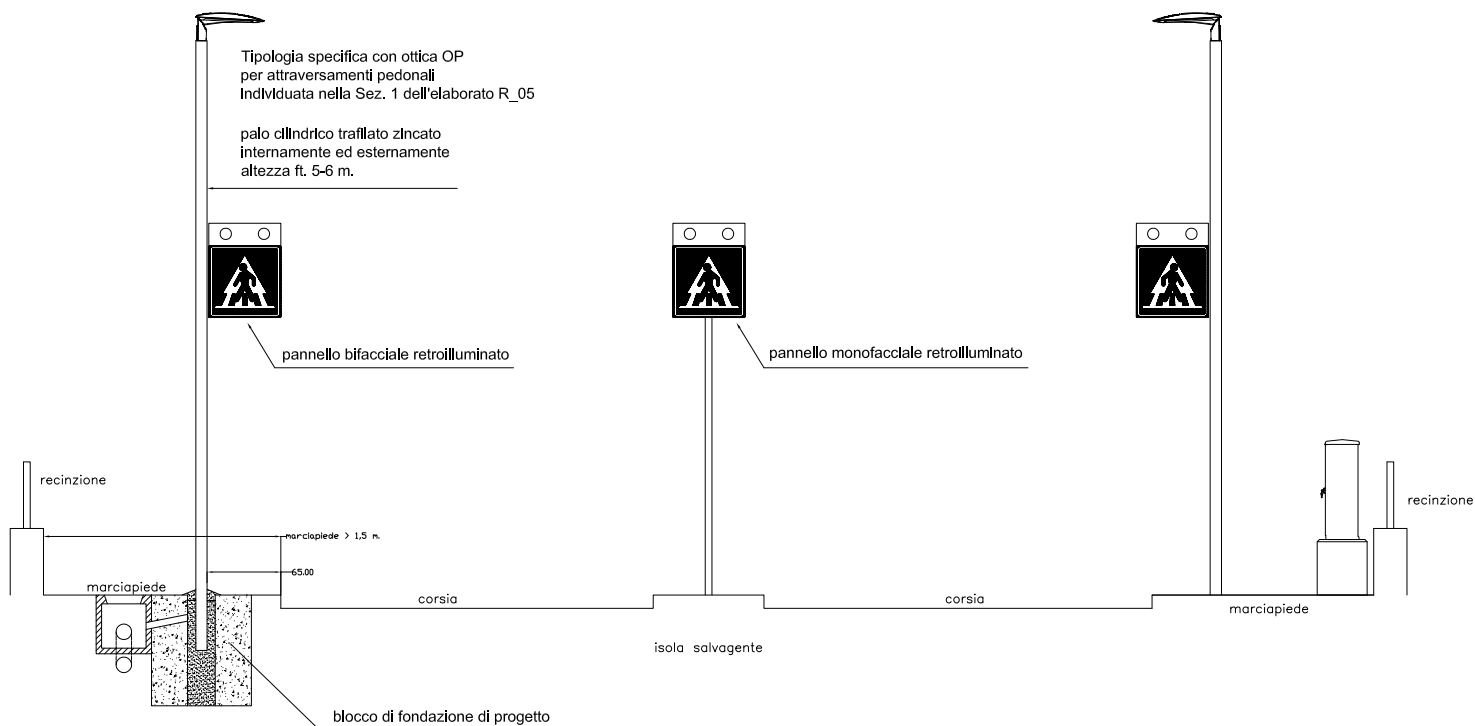 Tipologia specifica con ottica OP
per attraversamenti pedonali
individuata nella Sez. 1 dell'elaborato R_05
palo cilindrico trafilato zincato
internamente ed esternamente
altezza ft. 5-6 m.
pannello bifacciale retroilluminato
pannello monofacciale retroilluminato
recinzione
recinzione
marciapiede > 1,5 m.
65.00
marciapiede
corsia
corsia
marciapiede
isola salvagente
blocco di fondazione di progetto